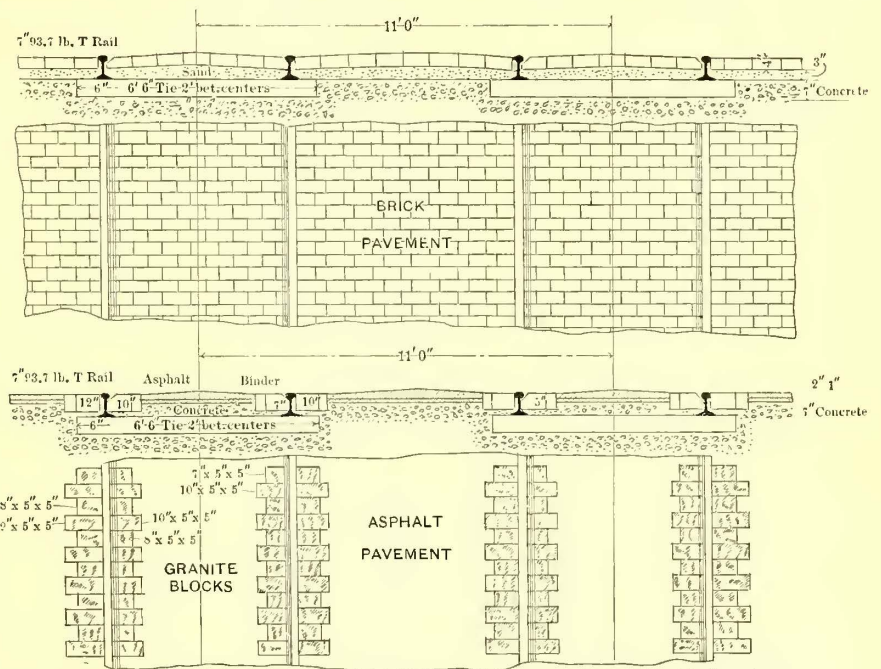 11'0"
7" 93.7 lb. T Rail
3"
Sand
6" 6' 6 Tie 2' bet. centers
7" Concrete
BRICK
PAVEMENT
11'0"
7" 93.7 lb. T Rail Asphalt Binder
2" 1"
12" 10" 7" 10" 5"
Concrete
7" Concrete
6" 6' 6 Tie 2' bet. centers
7" x 5" x 5"
10" x 5" x 5"
8" x 5" x 5"
10" x 5" x 5"
8" x 5" x 5"
ASPHALT
PAVEMENT
GRANITE
BLOCKS